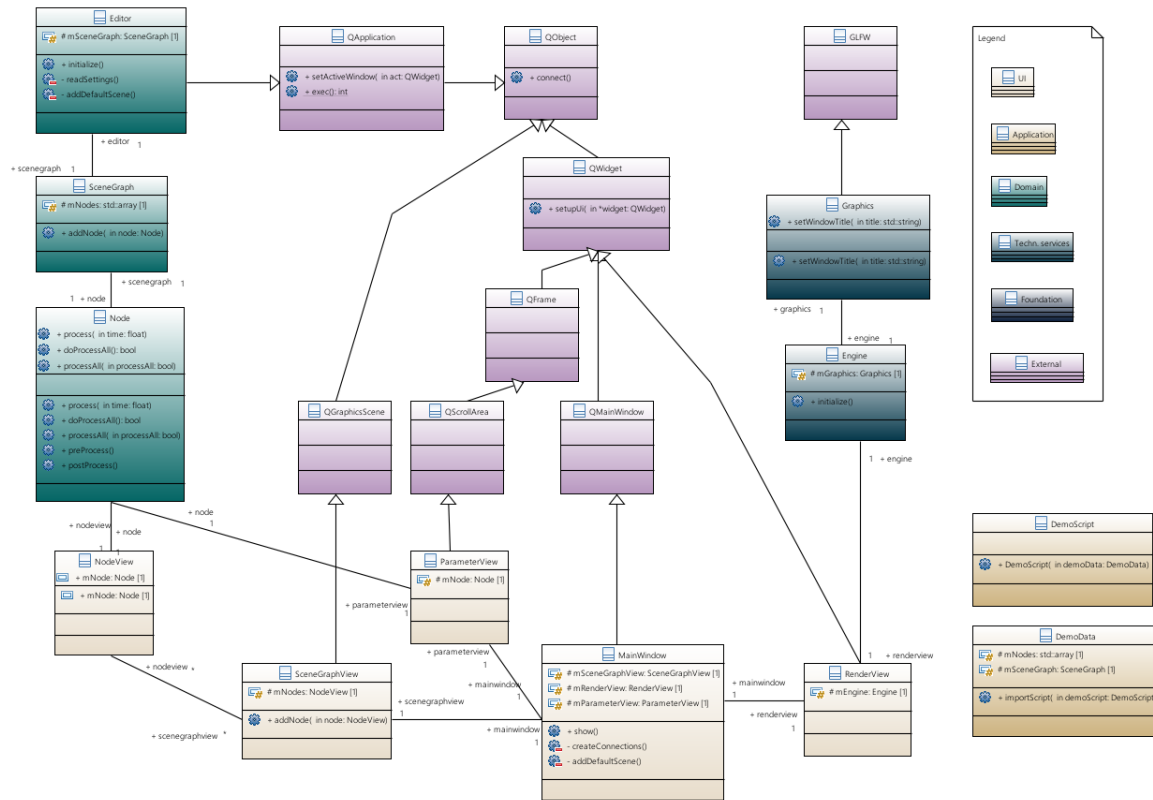 Editor
# mSceneGraph: SceneGraph [1]
+ initialize()
- readSettings()
- addDefaultScene()
QApplication
+ setActiveWindow( in act: QWidget)
+ exec(): int
QObject
+ connect()
GLFW
Legend
UI
Application
Domain
Techn. services
Foundation
External
+ editor
1
+ scenegraph
1
SceneGraph
# mNodes: std::array [1]
+ addNode( in node: Node)
QWidget
+ setupUi( in *widget: QWidget)
Graphics
+ setWindowTitle( in title: std::string)
+ setWindowTitle( in title: std::string)
+ scenegraph
1
1
+ node
+ graphics
1
+ engine
1
Node
+ process( in time: float)
+ doProcessAll(): bool
+ processAll( in processAll: bool)
+ process( in time: float)
+ doProcessAll(): bool
+ processAll( in processAll: bool)
+ preProcess()
+ postProcess()
QFrame
Engine
# mGraphics: Graphics [1]
+ initialize()
QGraphicsScene
QScrollArea
QMainWindow
1
+ engine
+ node
1
+ nodeview
+ node
1
1
NodeView
+ mNode: Node [1]
+ mNode: Node [1]
ParameterView
# mNode: Node [1]
+ parameterview
1
DemoScript
+ DemoScript( in demoData: DemoData)
+ parameterview
1
+ mainwindow
1
+ nodeview
*
+ scenegraphview
*
SceneGraphView
# mNodes: NodeView [1]
+ addNode( in node: NodeView)
+ scenegraphview
1
+ mainwindow
1
MainWindow
# mSceneGraphView: SceneGraphView [1]
# mRenderView: RenderView [1]
# mParameterView: ParameterView [1]
+ show()
- createConnections()
- addDefaultScene()
+ mainwindow
1
+ renderview
1
1
+ renderview
RenderView
# mEngine: Engine [1]
DemoData
# mNodes: std::array [1]
# mSceneGraph: SceneGraph [1]
+ importScript( in demoScript: DemoScript